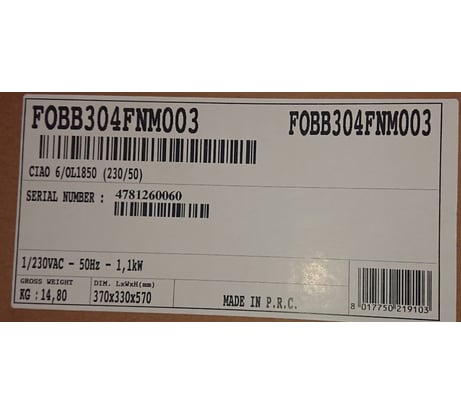 FOBB304FNM003 FOBB304FNM003
CIAO 6/OL1850 (230/50)
SERIAL NUMBER : 4781260060
1/230VAC - 50Hz - 1,1kW
GROSS WEIGHT DIM. LxWxH(mm)
KG :14,80 370x330x570 MADE IN P.R.C.
8 017750 219103